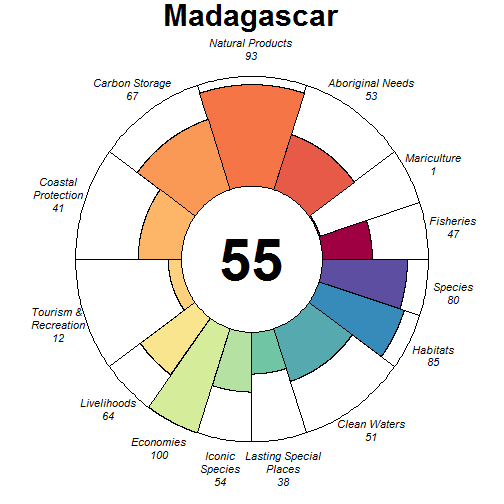 Madagascar
Natural Products
93
Carbon Storage
67
Aboriginal Needs
53
Mariculture
1
Coastal
Protection
41
Fisheries
47
55
Species
80
Tourism &
Recreation
12
Habitats
85
Livelihoods
64
Clean Waters
51
Economies
100
Iconic
Species
54
Lasting Special
Places
38